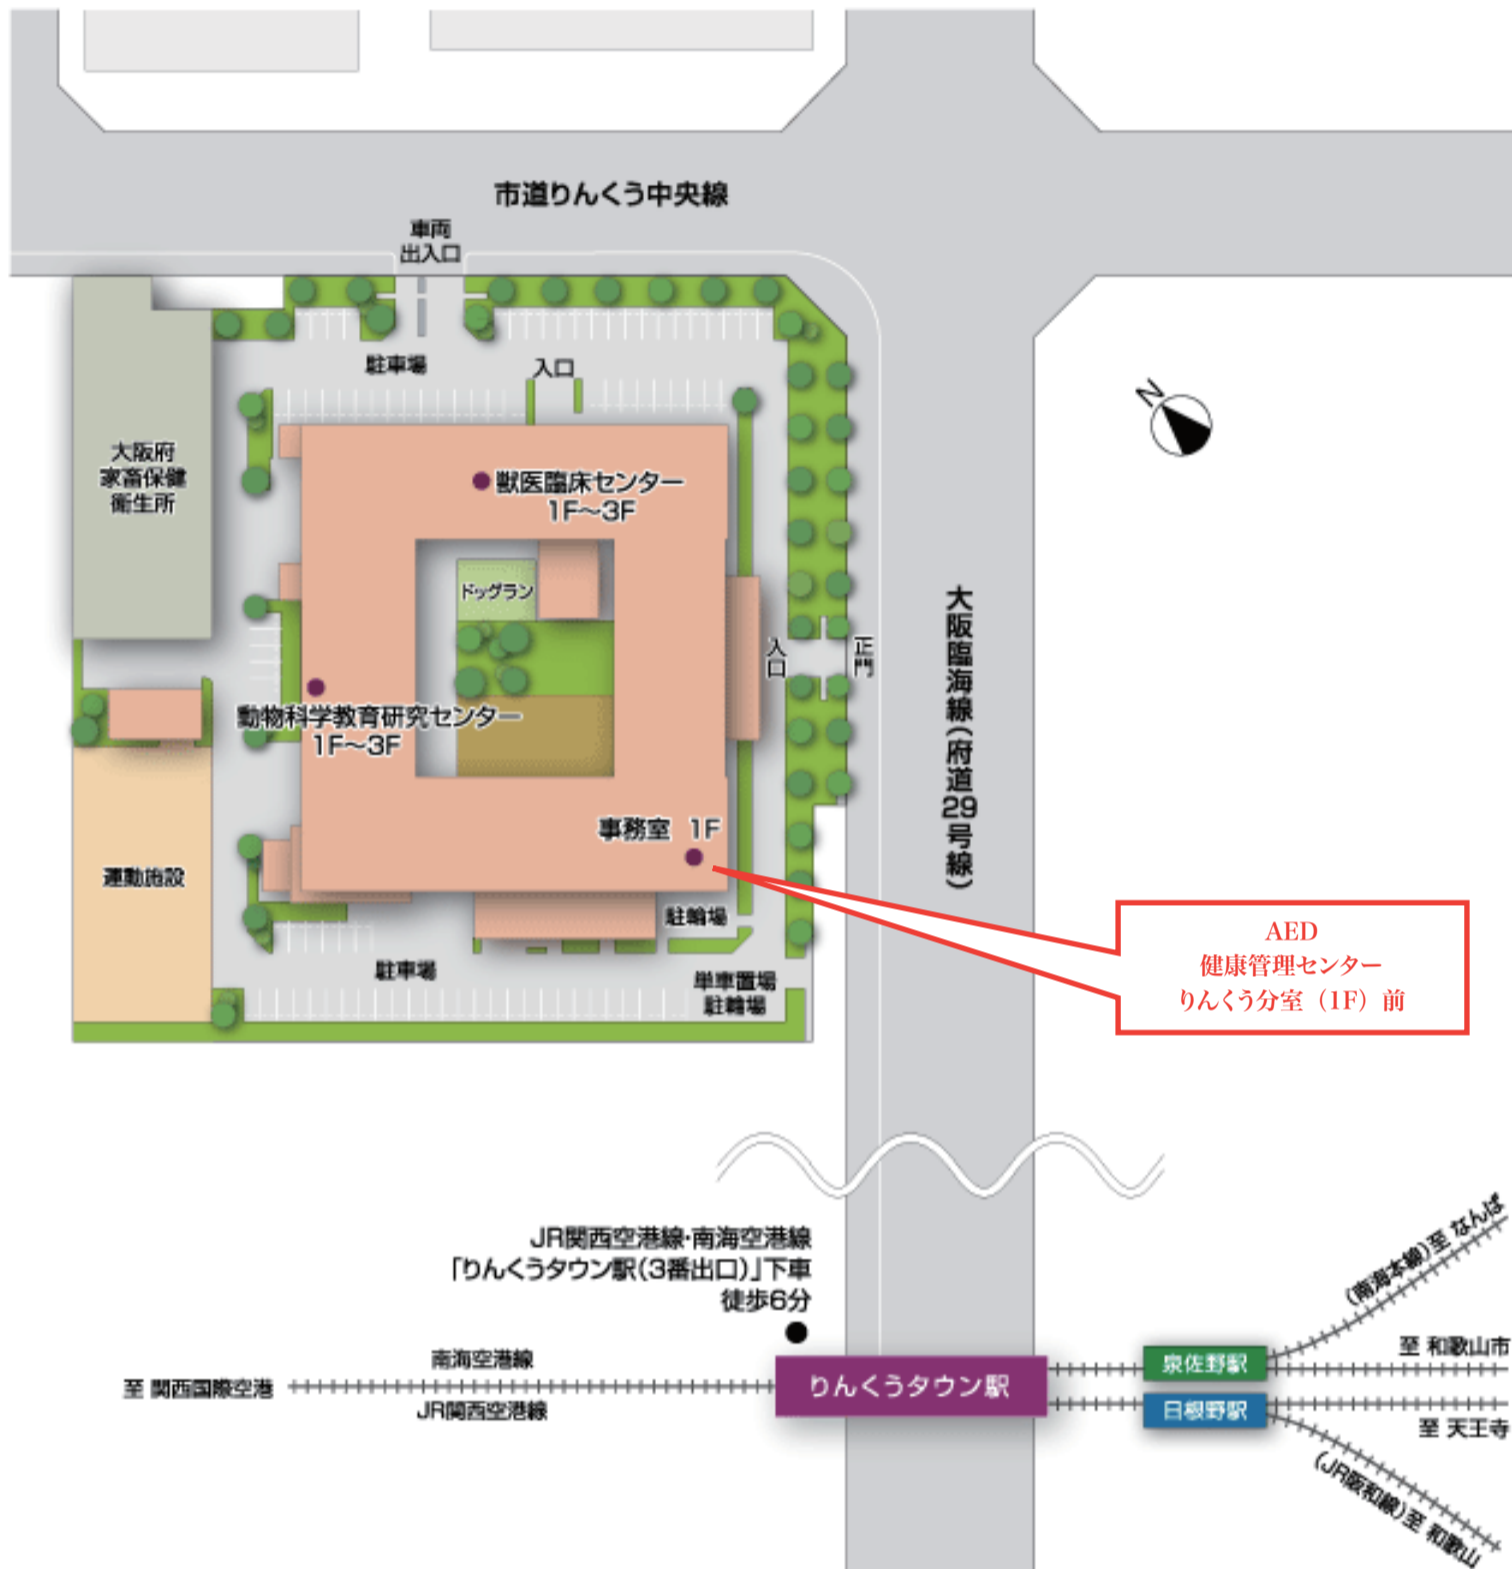 市道りんくう中央線
車両
出入口
駐車場
入口
N
大阪府
家畜保健
衛生所
獣医臨床センター
1F〜3F
ドッグラン
入口
正門
大阪臨海線(府道29号線)
動物科学教育研究センター
1F〜3F
事務室 1F
運動施設
駐輪場
駐車場
単車置場
駐輪場
AED
健康管理センター
りんくう分室（1F）前
JR関西空港線・南海空港線
「りんくうタウン駅(3番出口)」下車
徒歩6分
(南海本線)至 なんば
南海空港線
至 関西国際空港
JR関西空港線
りんくうタウン駅
泉佐野駅
日根野駅
至 和歌山市
至 天王寺
(JR阪和線)至 和歌山